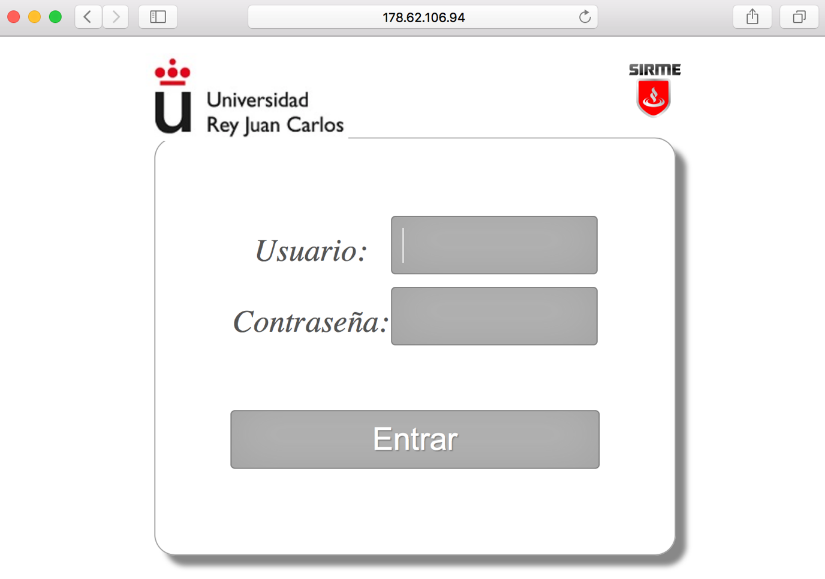 178.62.106.94
Universidad
Rey Juan Carlos
SIRME
Usuario:
Contraseña:
Entrar